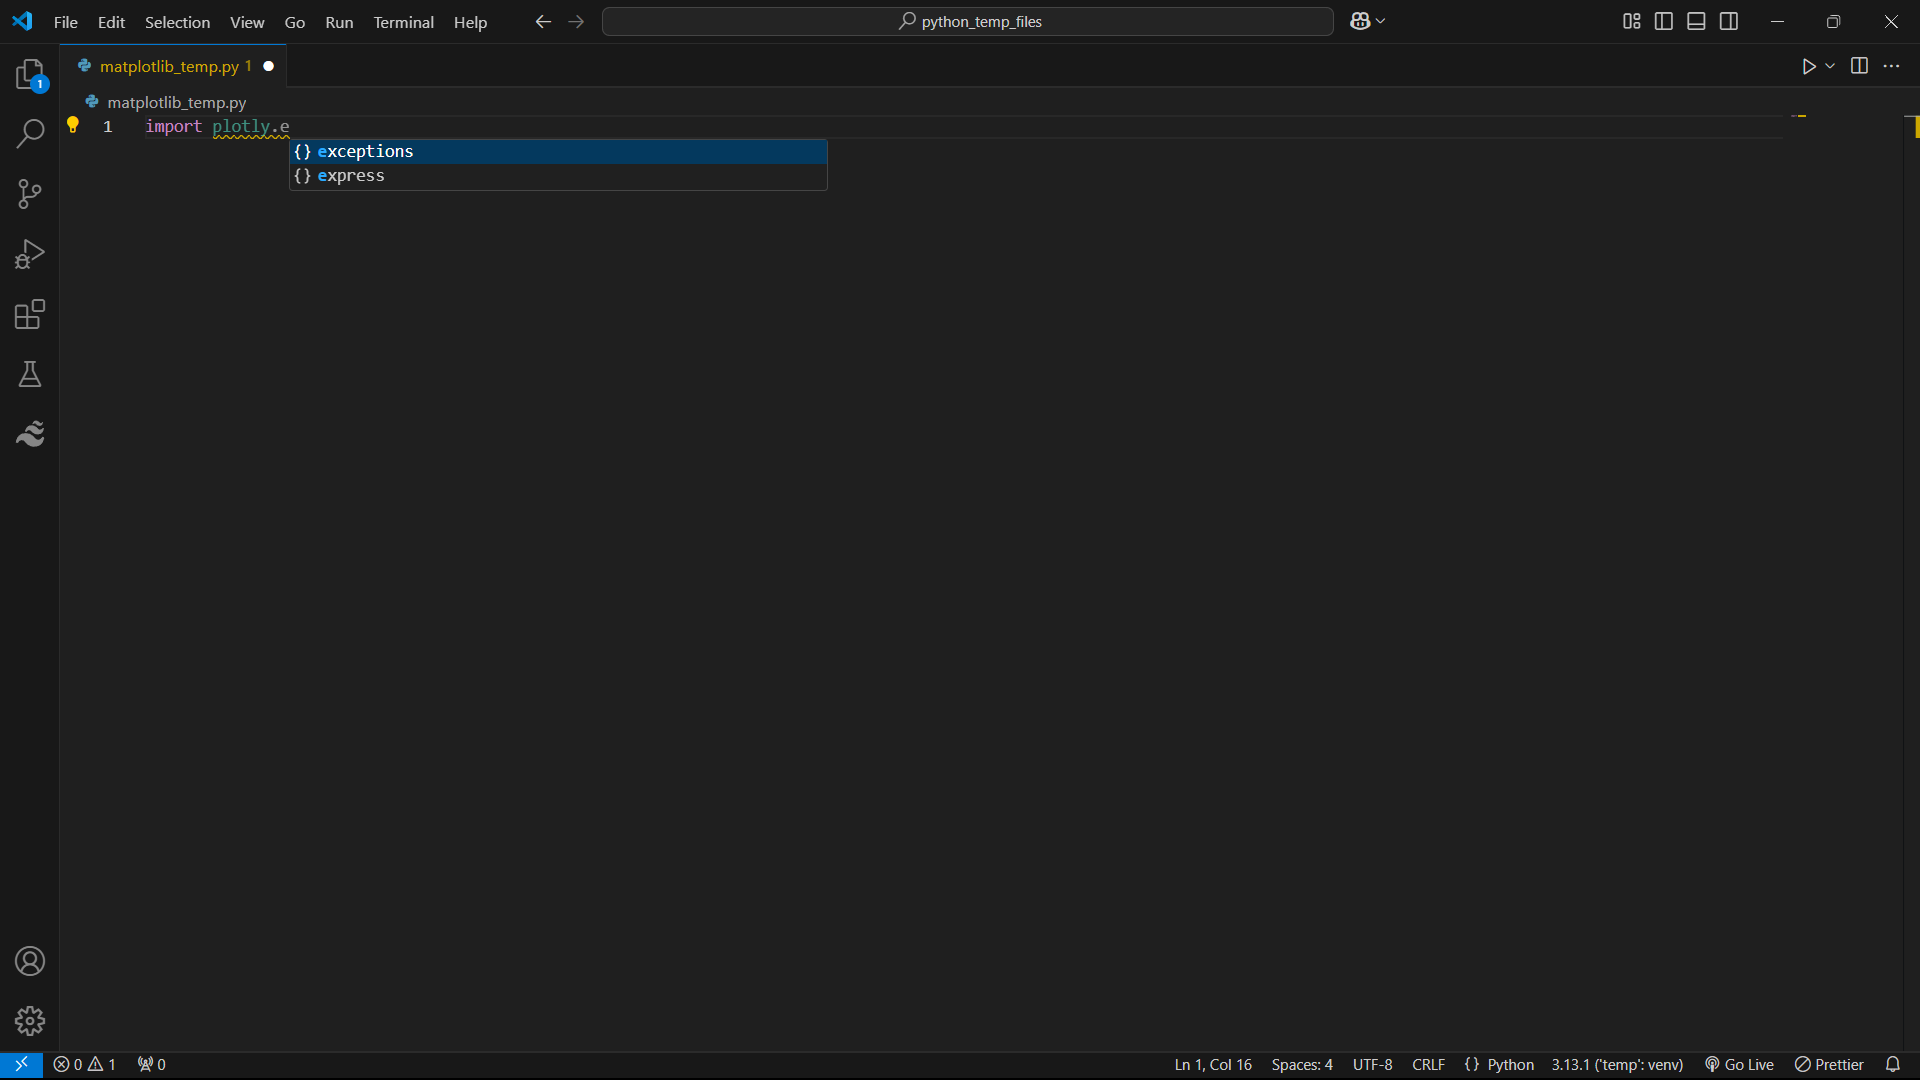 File Edit Selection View Go Run Terminal Help
python_temp_files
1
matplotlib_temp.py 1
matplotlib_temp.py
1 import plotly.e
{} exceptions
{} express
0 1 0
Ln 1, Col 16 Spaces: 4 UTF-8 CRLF {} Python 3.13.1 ('temp': venv) Go Live Prettier